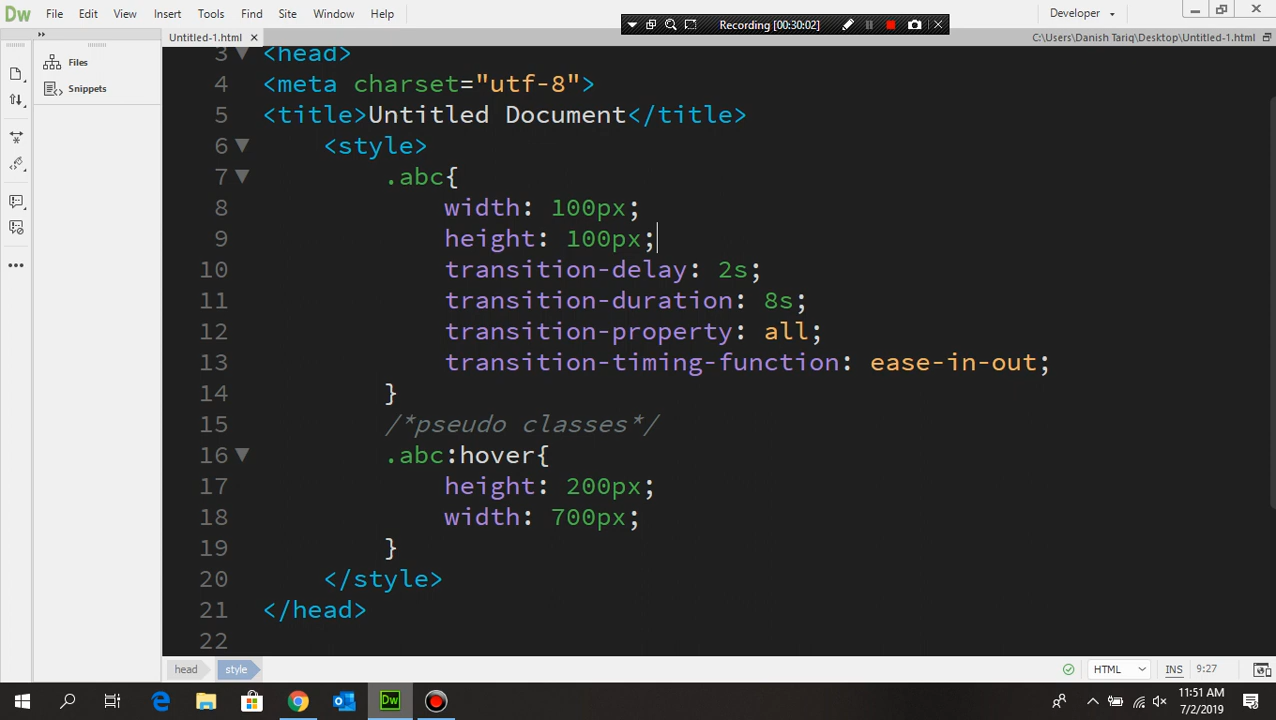 Dw File Edit View Insert Format Tools Find Site Window Help
Recording [00:30:02]
Developer
Untitled-1.html
C:\Users\Danish Tariq\Desktop\Untitled-1.html
Files
Snippets
3 <head>
4 <meta charset="utf-8">
5 <title>Untitled Document</title>
6 <style>
7 .abc{
8 width: 100px;
9 height: 100px;
10 transition-delay: 2s;
11 transition-duration: 8s;
12 transition-property: all;
13 transition-timing-function: ease-in-out;
14 }
15 /*pseudo classes*/
16 .abc:hover{
17 height: 200px;
18 width: 700px;
19 }
20 </style>
21 </head>
22
head style HTML INS 9:27
Dw
11:51 AM
7/2/2019